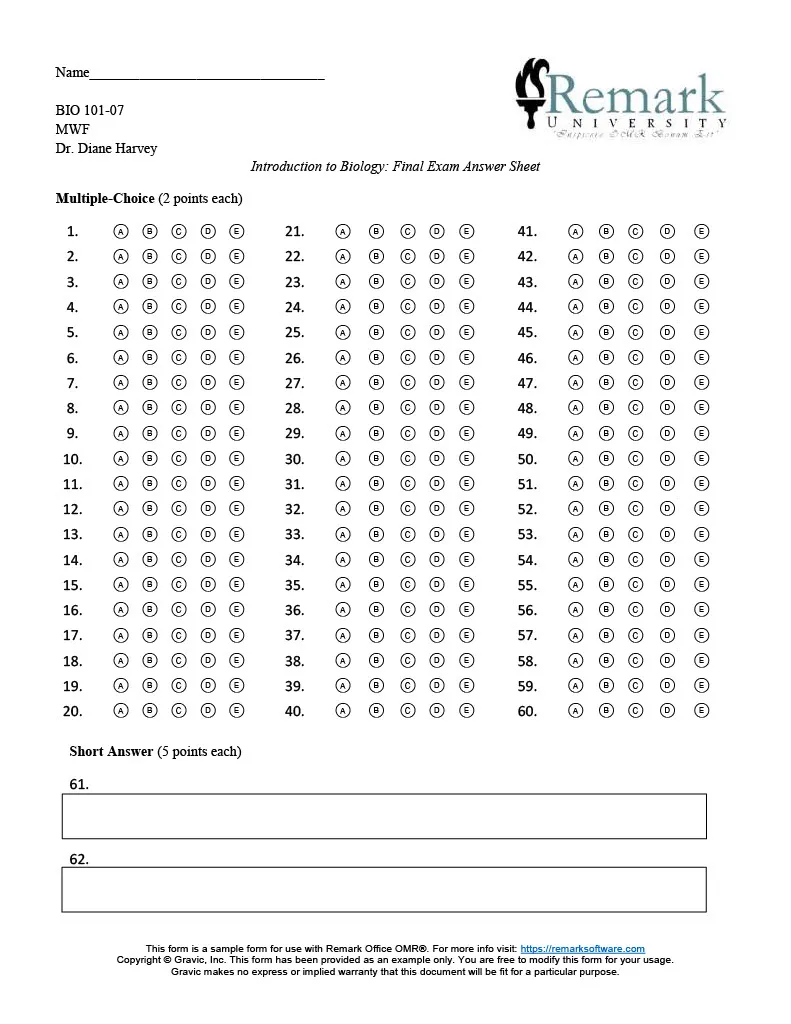 Name__________________________________
Remark
UNIVERSITY
"Inspicere OMR Bonum Est"
BIO 101-07
MWF
Dr. Diane Harvey
Introduction to Biology: Final Exam Answer Sheet
Multiple-Choice (2 points each)
1. A B C D E 21. A B C D E 41. A B C D E
2. A B C D E 22. A B C D E 42. A B C D E
3. A B C D E 23. A B C D E 43. A B C D E
4. A B C D E 24. A B C D E 44. A B C D E
5. A B C D E 25. A B C D E 45. A B C D E
6. A B C D E 26. A B C D E 46. A B C D E
7. A B C D E 27. A B C D E 47. A B C D E
8. A B C D E 28. A B C D E 48. A B C D E
9. A B C D E 29. A B C D E 49. A B C D E
10. A B C D E 30. A B C D E 50. A B C D E
11. A B C D E 31. A B C D E 51. A B C D E
12. A B C D E 32. A B C D E 52. A B C D E
13. A B C D E 33. A B C D E 53. A B C D E
14. A B C D E 34. A B C D E 54. A B C D E
15. A B C D E 35. A B C D E 55. A B C D E
16. A B C D E 36. A B C D E 56. A B C D E
17. A B C D E 37. A B C D E 57. A B C D E
18. A B C D E 38. A B C D E 58. A B C D E
19. A B C D E 39. A B C D E 59. A B C D E
20. A B C D E 40. A B C D E 60. A B C D E
Short Answer (5 points each)
61.
62.
This form is a sample form for use with Remark Office OMR®. For more info visit: https://remarksoftware.com
Copyright © Gravic, Inc. This form has been provided as an example only. You are free to modify this form for your usage.
Gravic makes no express or implied warranty that this document will be fit for a particular purpose.